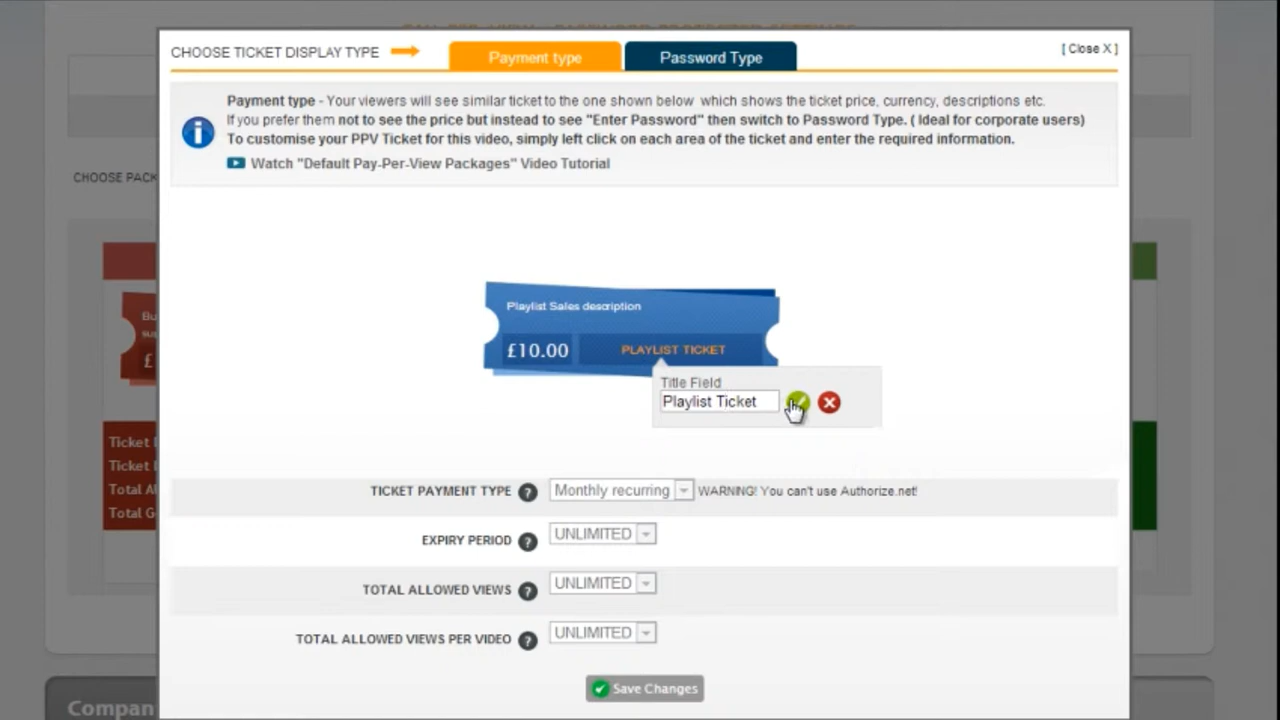 CHOOSE TICKET DISPLAY TYPE
Payment type
Password Type
[ Close X ]
Payment type - Your viewers will see similar ticket to the one shown below which shows the ticket price, currency, descriptions etc.
If you prefer them not to see the price but instead to see "Enter Password" then switch to Password Type. ( Ideal for corporate users)
To customise your PPV Ticket for this video, simply left click on each area of the ticket and enter the required information.
Watch "Default Pay-Per-View Packages" Video Tutorial
CHOOSE PACK
Playlist Sales description
£10.00
PLAYLIST TICKET
Title Field
Playlist Ticket
Bu
su
£
Ticket
Ticket
Total Al
Total G
TICKET PAYMENT TYPE ?
Monthly recurring
WARNING! You can't use Authorize.net!
EXPIRY PERIOD ?
UNLIMITED
TOTAL ALLOWED VIEWS ?
UNLIMITED
TOTAL ALLOWED VIEWS PER VIDEO ?
UNLIMITED
Save Changes
Company